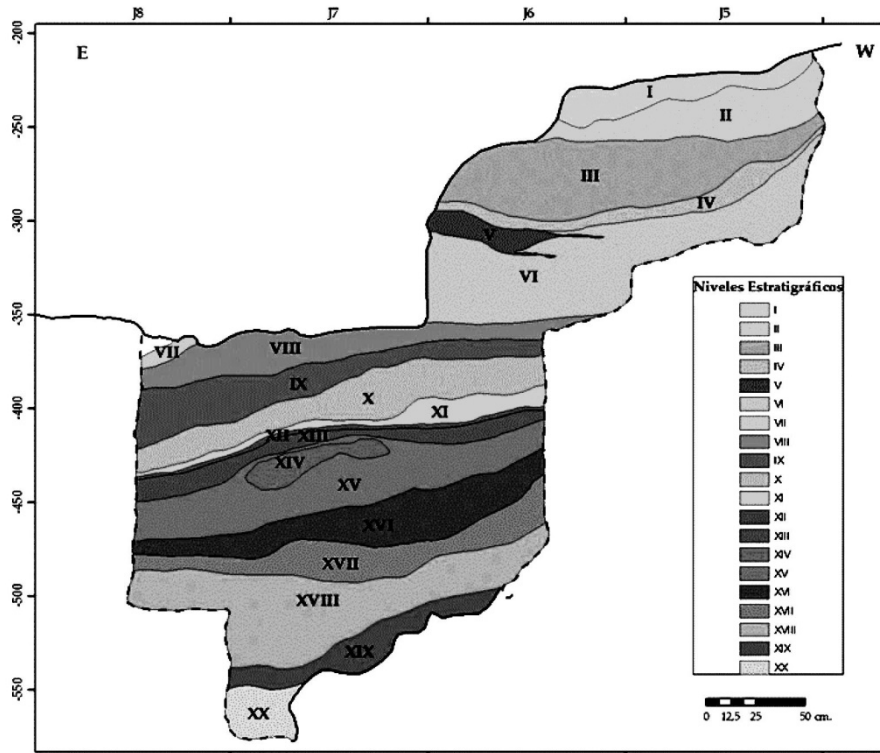 J8 J7 J6 J5
-200
-250
-300
-350
-400
-450
-500
-550
E
W
I
II
III
IV
V
VI
VII
VIII
IX
X
XI
XII XIII
XIV
XV
XVI
XVII
XVIII
XIX
XX
Niveles Estratigráficos
I
II
III
IV
V
VI
VII
VIII
IX
X
XI
XII
XIII
XIV
XV
XVI
XVII
XVIII
XIX
XX
0 12,5 25 50 cm.